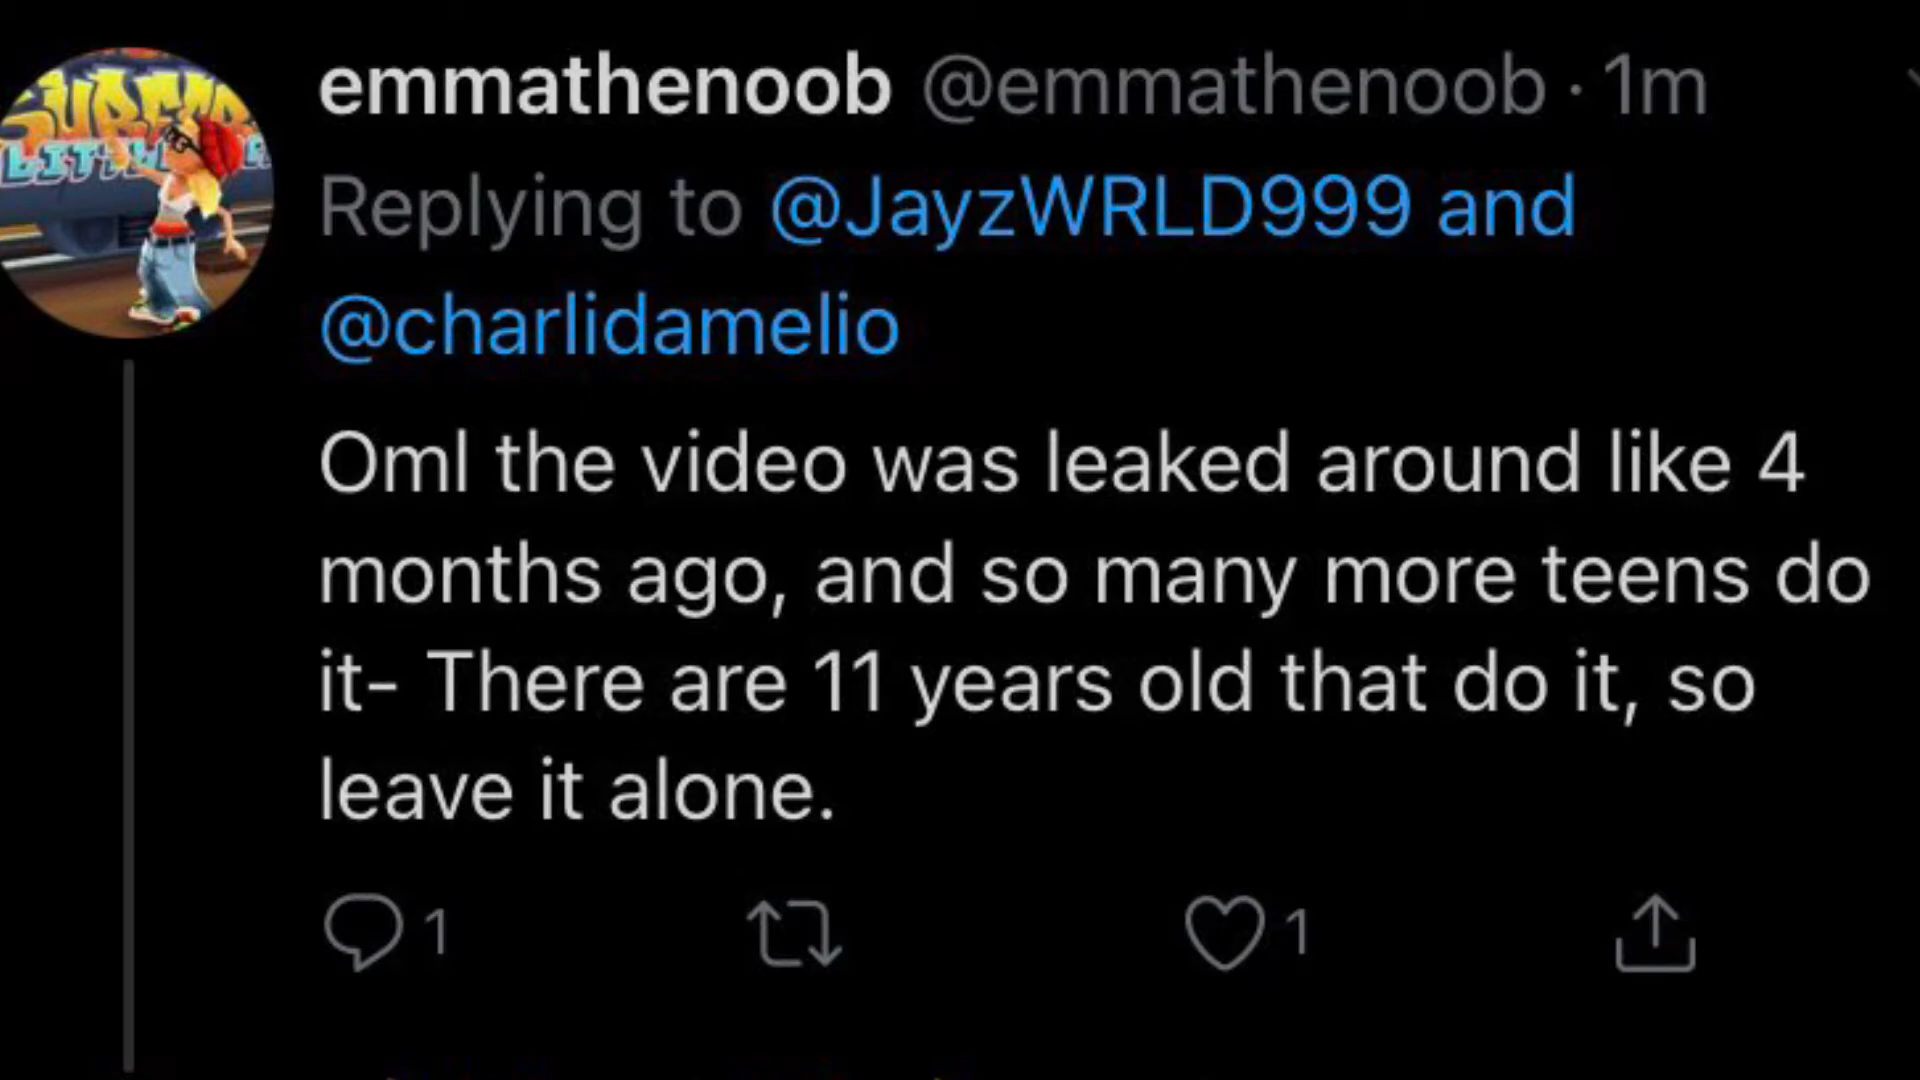 emmathenoob @emmathenoob · 1m
Replying to @JayzWRLD999 and
@charlidamelio
Oml the video was leaked around like 4
months ago, and so many more teens do
it- There are 11 years old that do it, so
leave it alone.
1 1